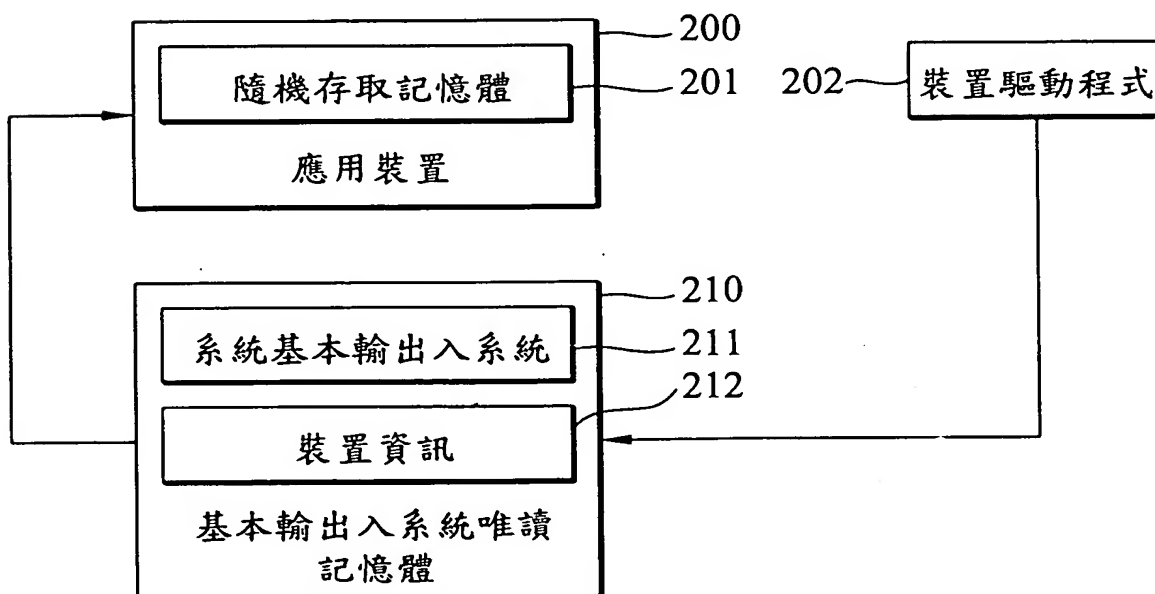 200
隨機存取記憶體
201
202
裝置驅動程式
應用裝置
210
系統基本輸出入系統
211
212
裝置資訊
基本輸出入系統唯讀
記憶體